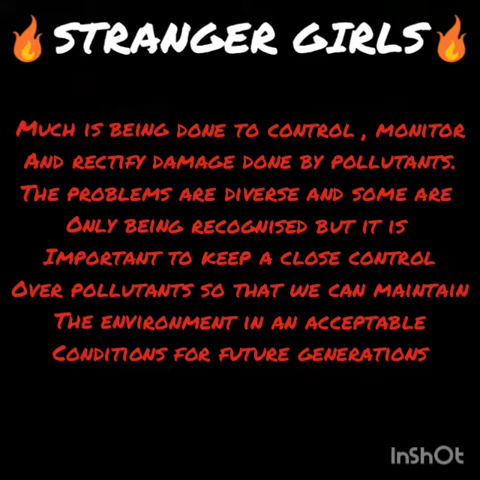 🔥STRANGER GIRLS🔥
MUCH IS BEING DONE TO CONTROL , MONITOR
AND RECTIFY DAMAGE DONE BY POLLUTANTS.
THE PROBLEMS ARE DIVERSE AND SOME ARE
ONLY BEING RECOGNISED BUT IT IS
IMPORTANT TO KEEP A CLOSE CONTROL
OVER POLLUTANTS SO THAT WE CAN MAINTAIN
THE ENVIRONMENT IN AN ACCEPTABLE
CONDITIONS FOR FUTURE GENERATIONS
InShOt